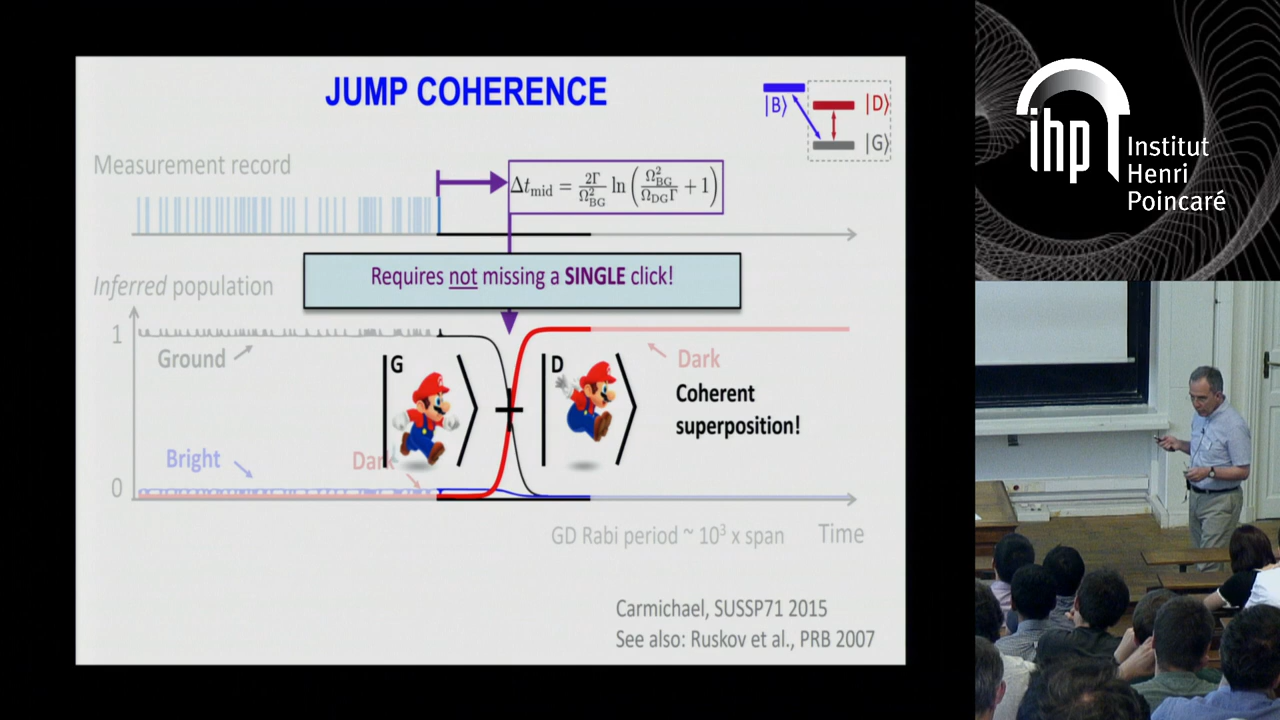 JUMP COHERENCE
|B⟩
|D⟩
|G⟩
Measurement record
Δt_mid = 2Γ/Ω²_BG ln(Ω²_BG/Ω_DGΓ + 1)
Requires not missing a SINGLE click!
Inferred population
1
Ground
G
D
Dark
Coherent
superposition!
Bright
Dark
0
GD Rabi period ~ 10³ x span
Time
Carmichael, SUSSP71 2015
See also: Ruskov et al., PRB 2007
ihp
Institut
Henri
Poincaré